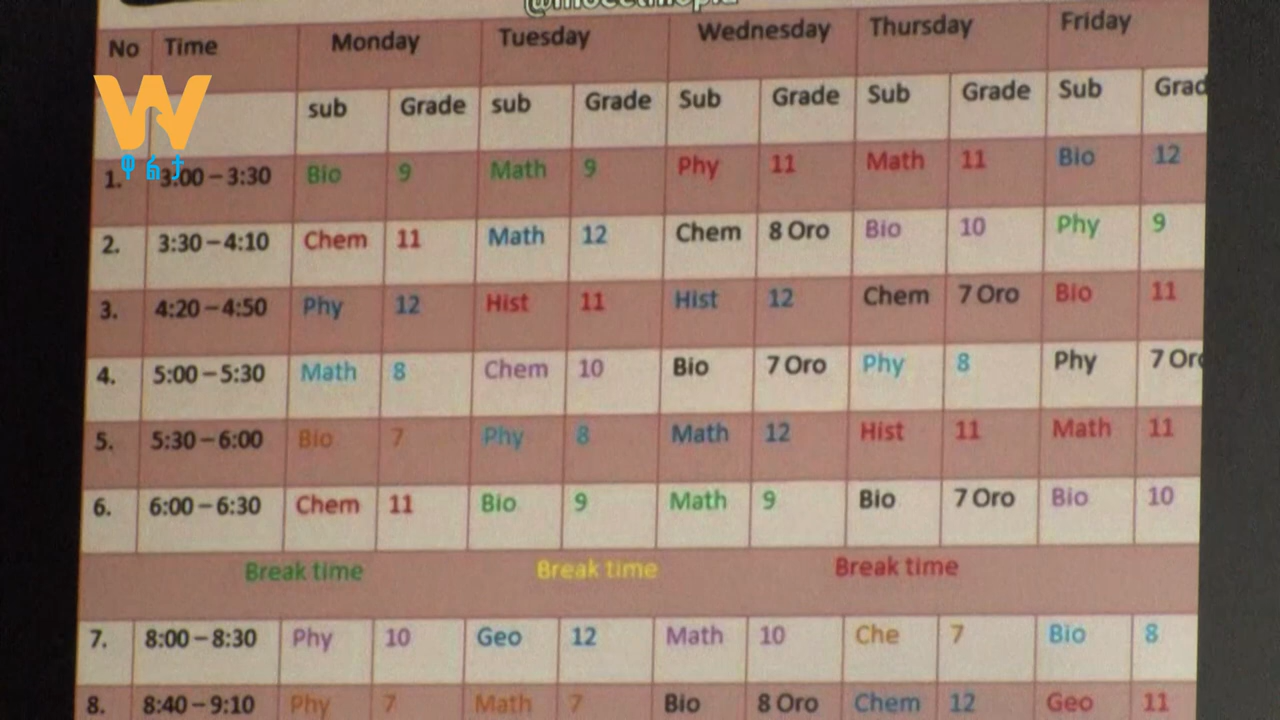 No Time Monday Tuesday Wednesday Thursday Friday
sub Grade sub Grade Sub Grade Sub Grade Sub Grad
1. 3:00 – 3:30 Bio 9 Math 9 Phy 11 Math 11 Bio 12
ዋልታ
2. 3:30 – 4:10 Chem 11 Math 12 Chem 8 Oro Bio 10 Phy 9
3. 4:20 – 4:50 Phy 12 Hist 11 Hist 12 Chem 7 Oro Bio 11
4. 5:00 – 5:30 Math 8 Chem 10 Bio 7 Oro Phy 8 Phy 7 Oro
5. 5:30 – 6:00 Bio 7 Phy 8 Math 12 Hist 11 Math 11
6. 6:00 – 6:30 Chem 11 Bio 9 Math 9 Bio 7 Oro Bio 10
Break time Break time Break time
7. 8:00 – 8:30 Phy 10 Geo 12 Math 10 Che 7 Bio 8
8. 8:40 – 9:10 Phy 7 Math 7 Bio 8 Oro Chem 12 Geo 11